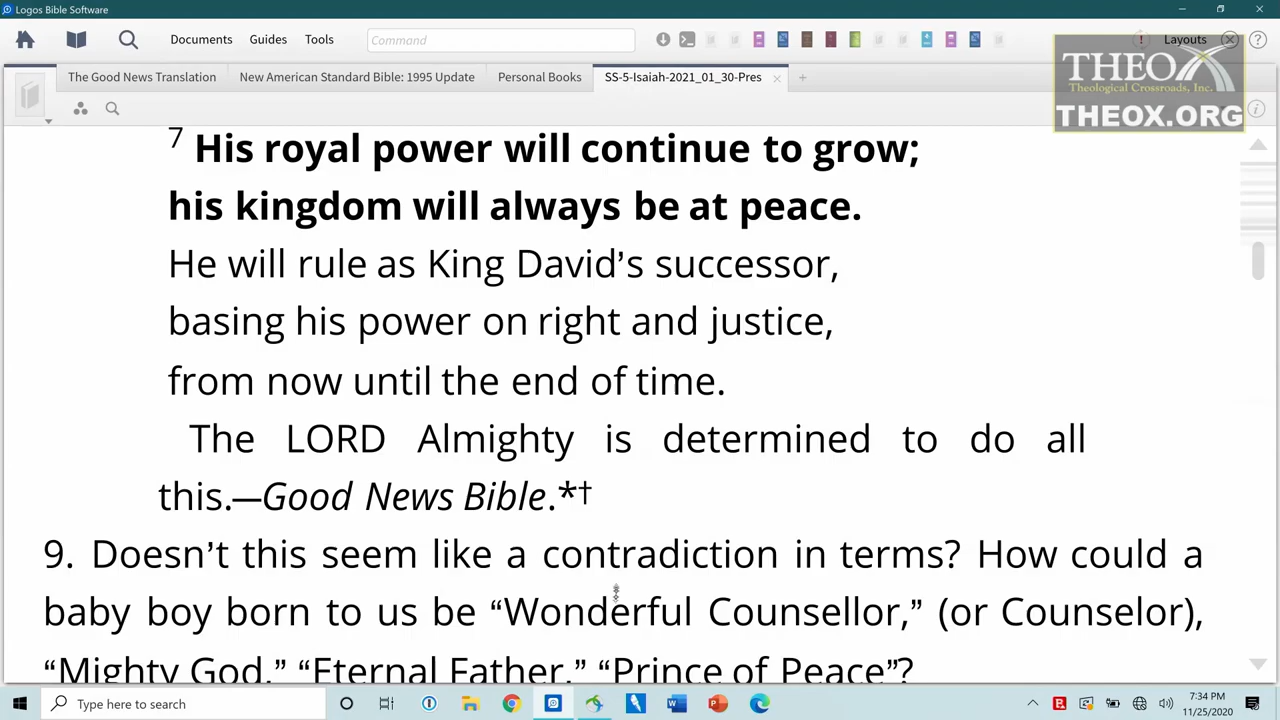 Logos Bible Software
Documents Guides Tools Command Layouts
THEOX
Theological Crossroads, Inc.
THEOX.ORG
The Good News Translation New American Standard Bible: 1995 Update Personal Books SS-5-Isaiah-2021_01_30-Pres
7 His royal power will continue to grow;
his kingdom will always be at peace.
He will rule as King David’s successor,
basing his power on right and justice,
from now until the end of time.
The LORD Almighty is determined to do all
this.—Good News Bible.*†
9. Doesn’t this seem like a contradiction in terms? How could a
baby boy born to us be “Wonderful Counsellor,” (or Counselor),
“Mighty God,” “Eternal Father,” “Prince of Peace”?
Type here to search
7:34 PM
11/25/2020